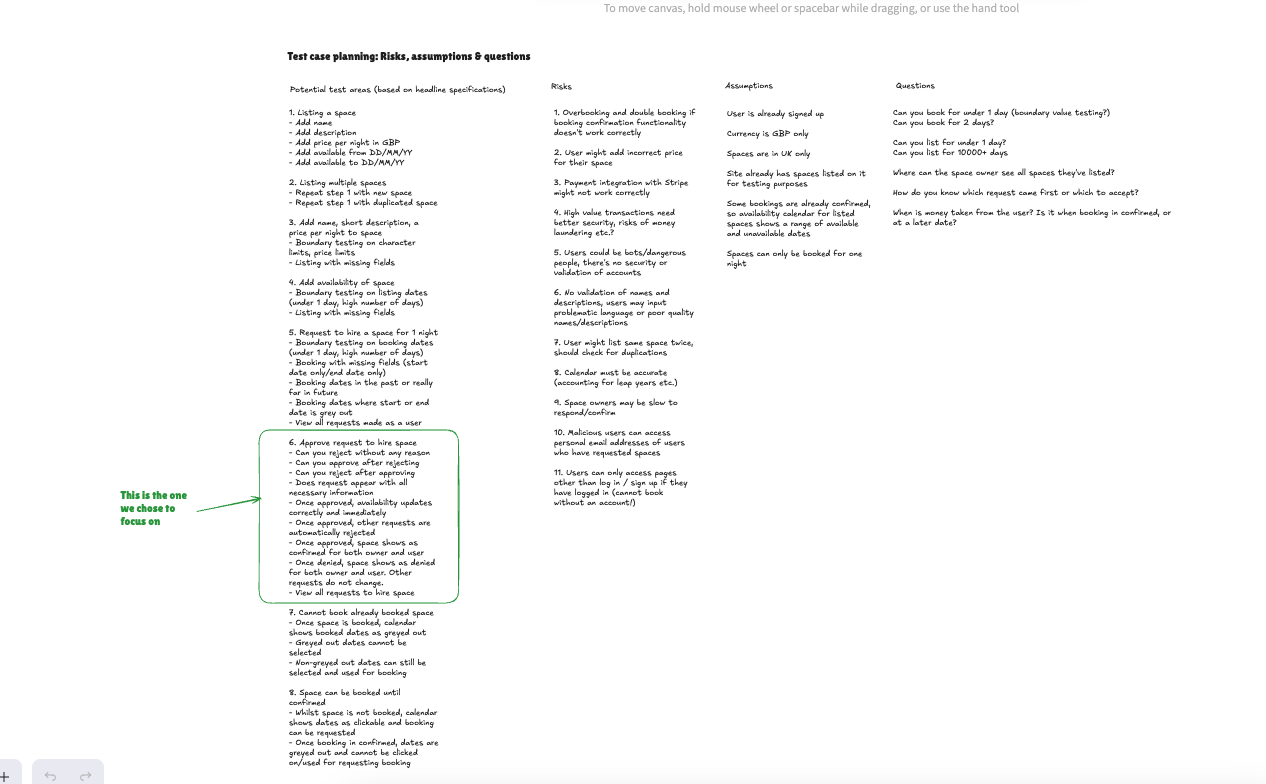 To move canvas, hold mouse wheel or spacebar while dragging, or use the hand tool
Test case planning: Risks, assumptions & questions
Potential test areas (based on headline specifications)
1. Listing a space
- Add name
- Add description
- Add price per night in GBP
- Add available from DD/MM/YY
- Add available to DD/MM/YY
2. Listing multiple spaces
- Repeat step 1 with new space
- Repeat step 1 with duplicated space
3. Add name, short description, a
price per night to space
- Boundary testing on character
limits, price limits
- Listing with missing fields
4. Add availability of space
- Boundary testing on listing dates
(under 1 day, high number of days)
- Listing with missing fields
5. Request to hire a space for 1 night
- Boundary testing on booking dates
(under 1 day, high number of days)
- Booking with missing fields (start
date only/end date only)
- Booking dates in the past or really
far in future
- Booking dates where start or end
date is grey out
- View all requests made as a user
6. Approve request to hire space
- Can you reject without any reason
- Can you approve after rejecting
- Can you reject after approving
- Does request appear with all
necessary information
- Once approved, availability updates
correctly and immediately
- Once approved, other requests are
automatically rejected
- Once approved, space shows as
confirmed for both owner and user
- Once denied, space shows as denied
for both owner and user. Other
requests do not change.
- View all requests to hire space
This is the one
we chose to
focus on
7. Cannot book already booked space
- Once space is booked, calendar
shows booked dates as greyed out
- Greyed out dates cannot be
selected
- Non-greyed out dates can still be
selected and used for booking
8. Space can be booked until
confirmed
- Whilst space is not booked, calendar
shows dates as clickable and booking
can be requested
- Once booking in confirmed, dates are
greyed out and cannot be clicked
on/used for requesting booking
Risks
1. Overbooking and double booking if
booking confirmation functionality
doesn't work correctly
2. User might add incorrect price
for their space
3. Payment integration with Stripe
might not work correctly
4. High value transactions need
better security, risks of money
laundering etc.?
5. Users could be bots/dangerous
people, there's no security or
validation of accounts
6. No validation of names and
descriptions, users may input
problematic language or poor quality
names/descriptions
7. User might list same space twice,
should check for duplications
8. Calendar must be accurate
(accounting for leap years etc.)
9. Space owners may be slow to
respond/confirm
10. Malicious users can access
personal email addresses of users
who have requested spaces
11. Users can only access pages
other than log in / sign up if they
have logged in (cannot book
without an account!)
Assumptions
User is already signed up
Currency is GBP only
Spaces are in UK only
Site already has spaces listed on it
for testing purposes
Some bookings are already confirmed,
so availability calendar for listed
spaces shows a range of available
and unavailable dates
Spaces can only be booked for one
night
Questions
Can you book for under 1 day (boundary value testing?)
Can you book for 2 days?
Can you list for under 1 day?
Can you list for 10000+ days
Where can the space owner see all spaces they've listed?
How do you know which request came first or which to accept?
When is money taken from the user? Is it when booking in confirmed, or
at a later date?